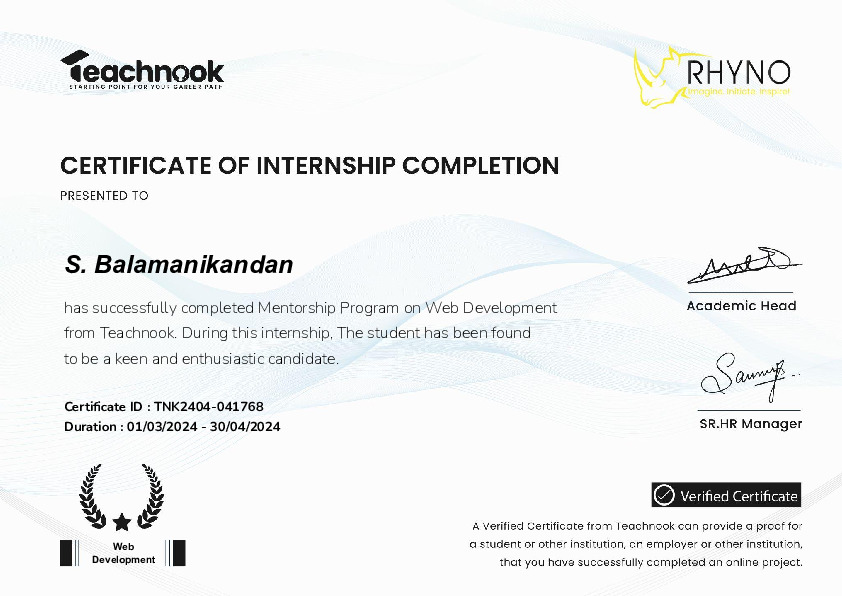 Teachnook
STARTING POINT FOR YOUR CAREER PATH
RHYNO
Imagine. Initiate. Inspire!
CERTIFICATE OF INTERNSHIP COMPLETION
PRESENTED TO
S. Balamanikandan
has successfully completed Mentorship Program on Web Development
from Teachnook. During this internship, The student has been found
to be a keen and enthusiastic candidate.
Certificate ID : TNK2404-041768
Duration : 01/03/2024 - 30/04/2024
Academic Head
SR.HR Manager
Web
Development
Verified Certificate
A Verified Certificate from Teachnook can provide a proof for
a student or other institution, an employer or other institution,
that you have successfully completed an online project.